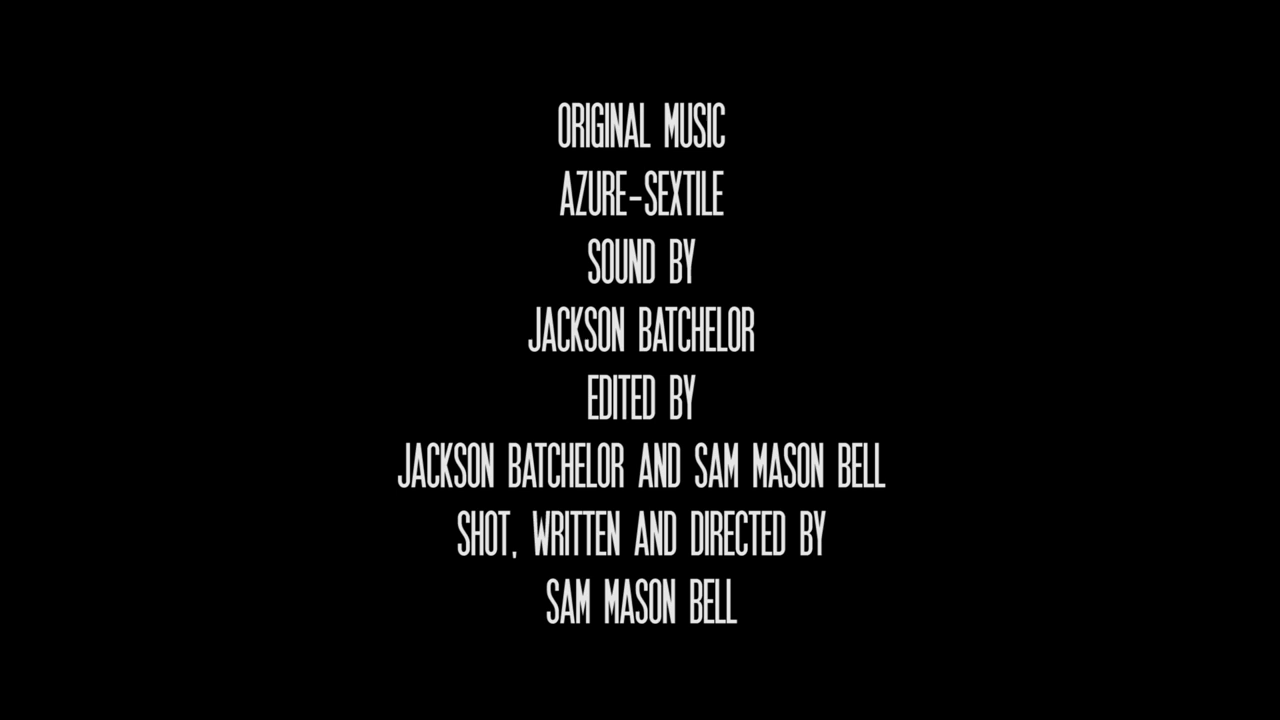 ORIGINAL MUSIC
AZURE-SEXTILE
SOUND BY
JACKSON BATCHELOR
EDITED BY
JACKSON BATCHELOR AND SAM MASON BELL
SHOT, WRITTEN AND DIRECTED BY
SAM MASON BELL